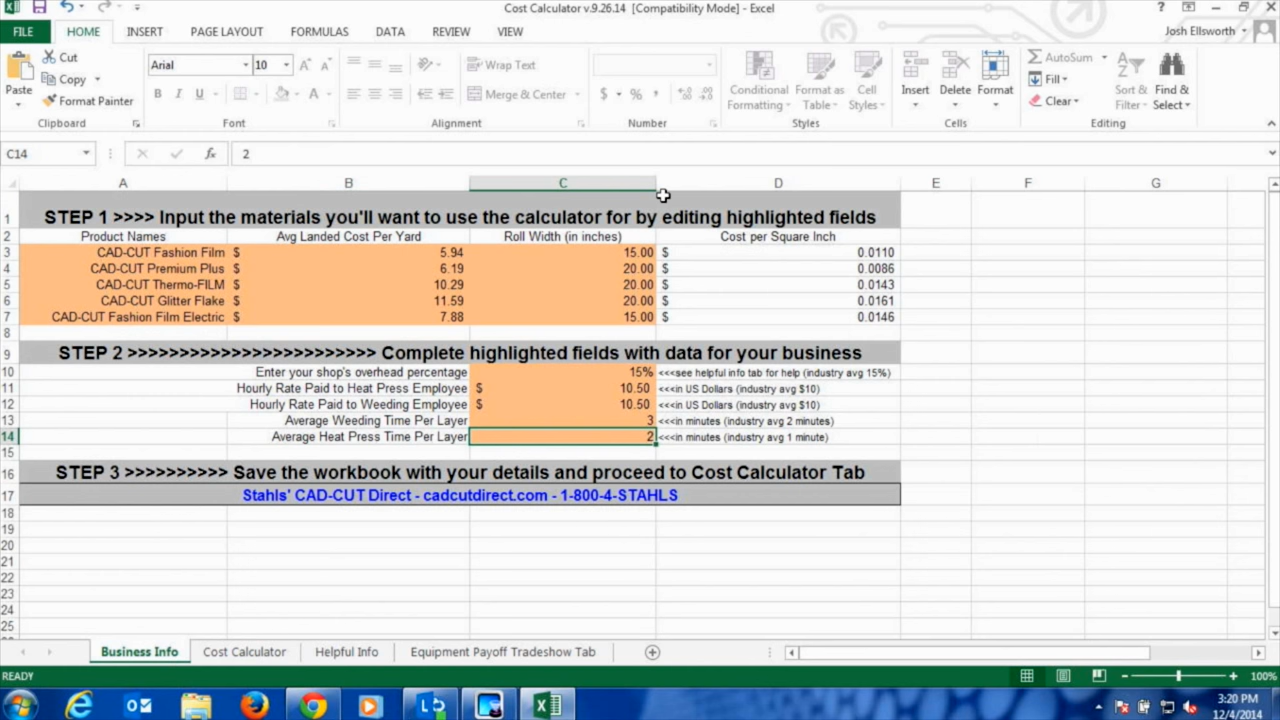 Cost Calculator v.9.26.14 [Compatibility Mode] - Excel
FILE HOME INSERT PAGE LAYOUT FORMULAS DATA REVIEW VIEW Josh Ellsworth
Cut
Copy
Format Painter
Paste
Arial 10
B I U A
Wrap Text
Merge & Center
$ % ,
Conditional Formatting
Format as Table
Cell Styles
Insert Delete Format
AutoSum
Fill
Clear
Sort & Filter
Find & Select
Clipboard Font Alignment Number Styles Cells Editing
C14 fx 2
A B C D E F G
1 STEP 1 >>>> Input the materials you'll want to use the calculator for by editing highlighted fields
2 Product Names Avg Landed Cost Per Yard Roll Width (in inches) Cost per Square Inch
3 CAD-CUT Fashion Film $ 5.94 15.00 $ 0.0110
4 CAD-CUT Premium Plus $ 6.19 20.00 $ 0.0086
5 CAD-CUT Thermo-FILM $ 10.29 20.00 $ 0.0143
6 CAD-CUT Glitter Flake $ 11.59 20.00 $ 0.0161
7 CAD-CUT Fashion Film Electric $ 7.88 15.00 $ 0.0146
8
9 STEP 2 >>>>>>>>>>>>>>>>>>>>>>>> Complete highlighted fields with data for your business
10 Enter your shop's overhead percentage 15% <<<see helpful info tab for help (industry avg 15%)
11 Hourly Rate Paid to Heat Press Employee $ 10.50 <<<in US Dollars (industry avg $10)
12 Hourly Rate Paid to Weeding Employee $ 10.50 <<<in US Dollars (industry avg $10)
13 Average Weeding Time Per Layer 3 <<<in minutes (industry avg 2 minutes)
14 Average Heat Press Time Per Layer 2 <<<in minutes (industry avg 1 minute)
15
16 STEP 3 >>>>>>>>>> Save the workbook with your details and proceed to Cost Calculator Tab
17 Stahls' CAD-CUT Direct - cadcutdirect.com - 1-800-4-STAHLS
18
19
20
21
22
23
24
25
Business Info Cost Calculator Helpful Info Equipment Payoff Tradeshow Tab
READY 100%
3:20 PM
12/4/2014